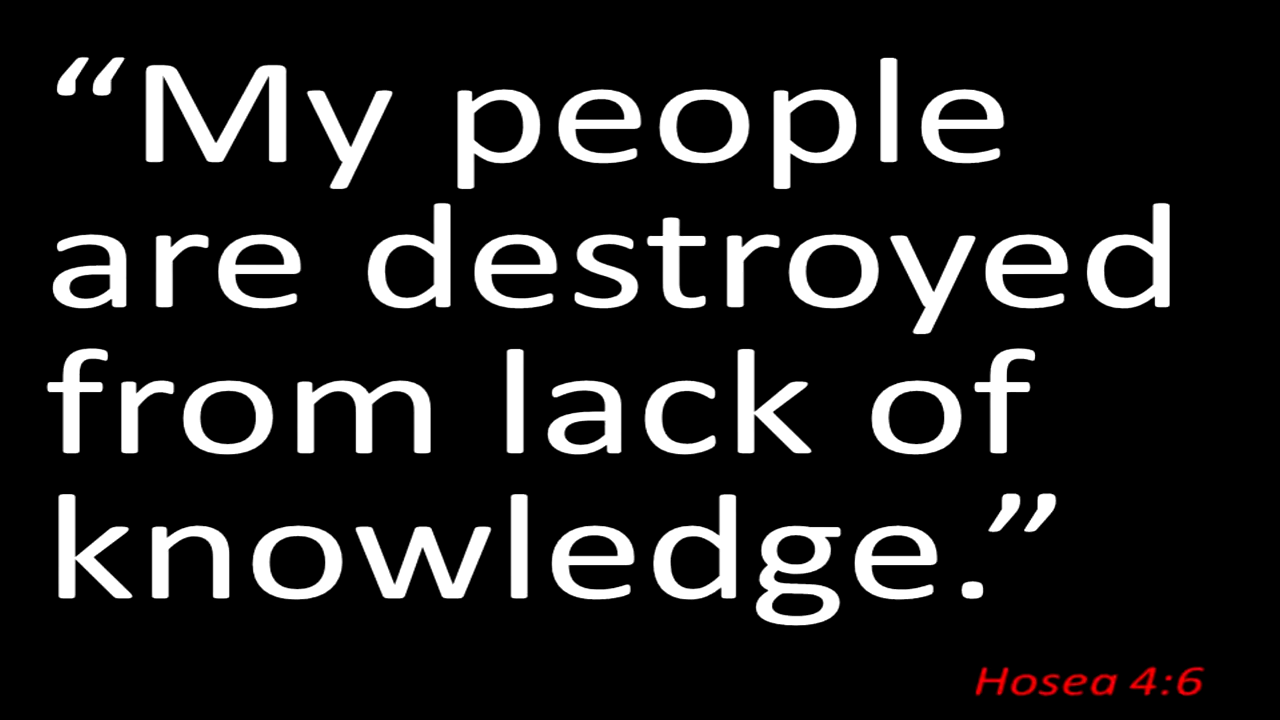 “My people
are destroyed
from lack of
knowledge.”
Hosea 4:6